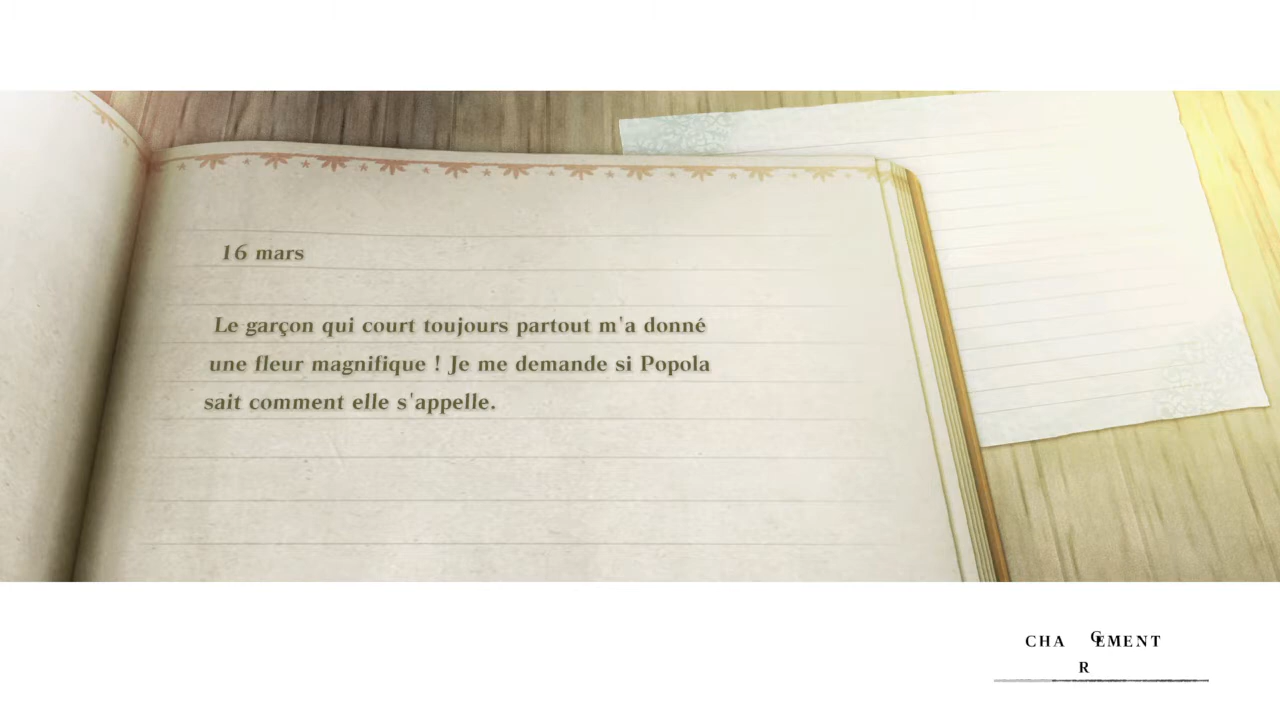 16 mars
Le garçon qui court toujours partout m'a donné
une fleur magnifique ! Je me demande si Popola
sait comment elle s'appelle.
CHARGEMENT